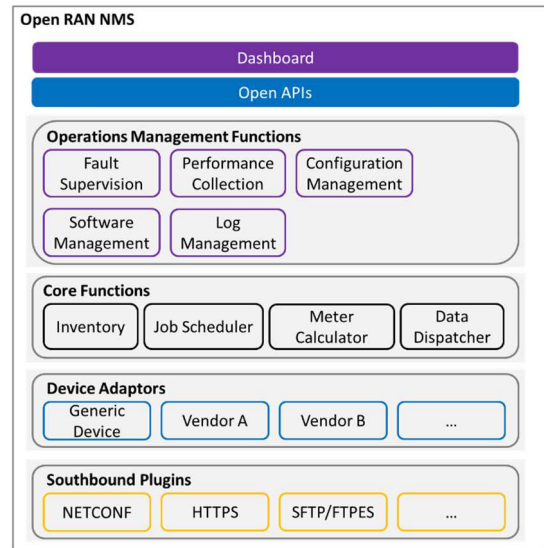 Open RAN NMS
Dashboard
Open APIs
Operations Management Functions
Fault
Supervision
Performance
Collection
Configuration
Management
Software
Management
Log
Management
Core Functions
Inventory
Job Scheduler
Meter
Calculator
Data
Dispatcher
Device Adaptors
Generic
Device
Vendor A
Vendor B
...
Southbound Plugins
NETCONF
HTTPS
SFTP/FTPES
...